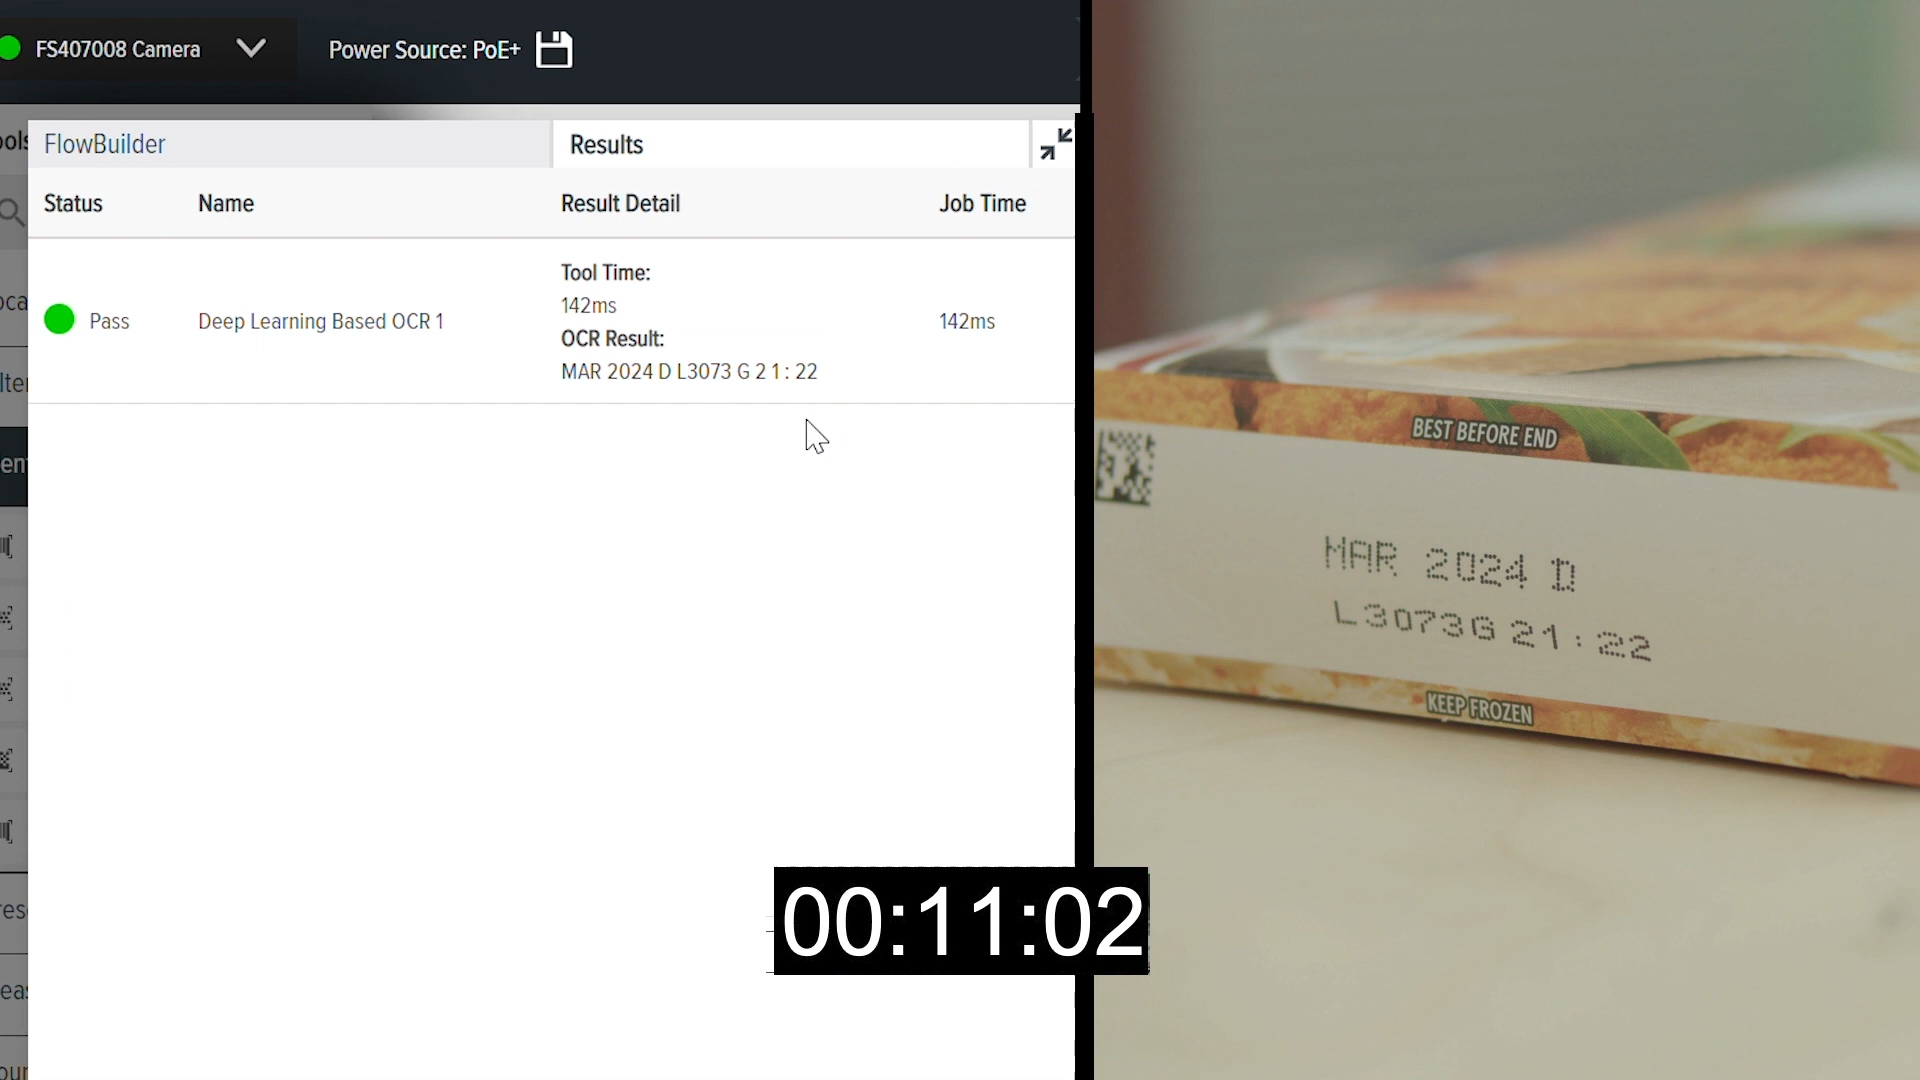 FS407008 Camera
Power Source: PoE+
FlowBuilder
Results
Status
Name
Result Detail
Job Time
Pass
Deep Learning Based OCR 1
Tool Time:
142ms
OCR Result:
MAR 2024 D L3073 G 2 1 : 22
142ms
00:11:02
BEST BEFORE END
MAR 2024 D
L3073G 21:22
KEEP FROZEN